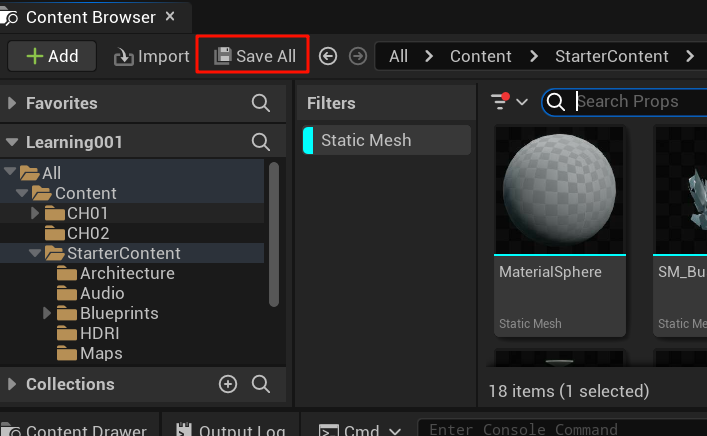 Content Browser
Add Import Save All All Content StarterContent
Favorites
Filters
Search Props
Static Mesh
Learning001
All
Content
CH01
CH02
StarterContent
Architecture
Audio
Blueprints
HDRI
Maps
MaterialSphere
Static Mesh
SM_Bu
Static Me
Collections
18 items (1 selected)
Content Drawer Output Log Cmd Enter Console Command